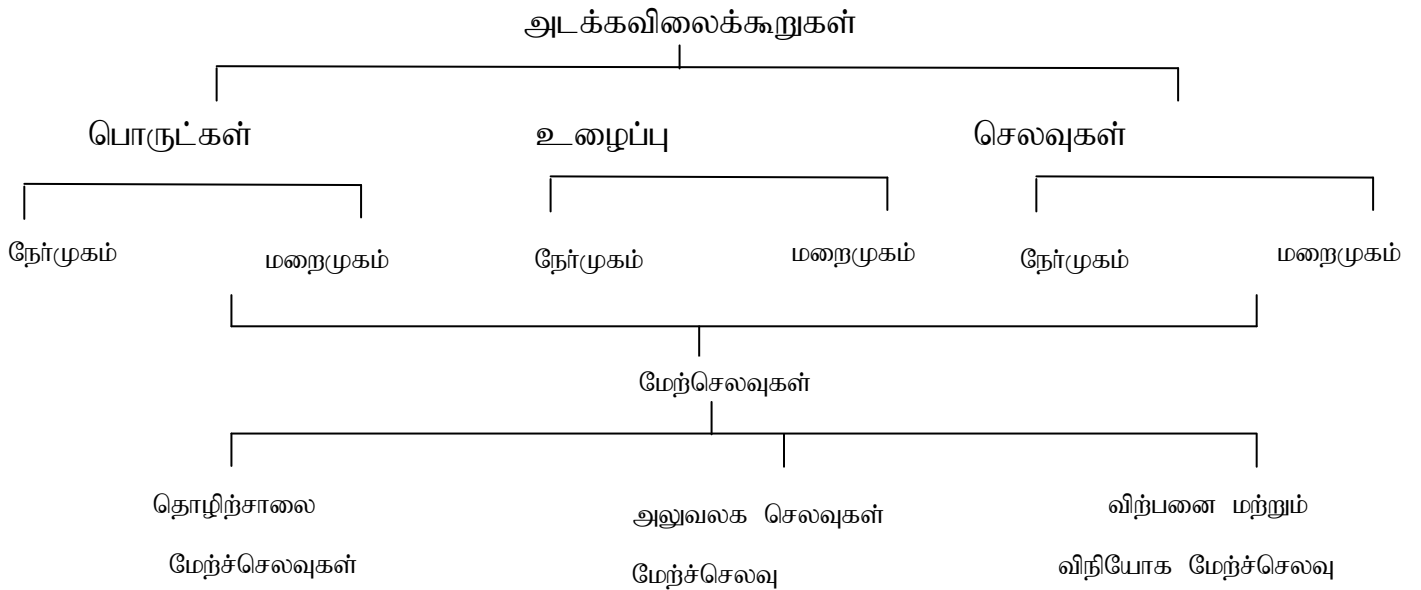 அடக்கவிலைக்கூறுகள்
பொருட்கள் உழைப்பு செலவுகள்
நேர்முகம் மறைமுகம் நேர்முகம் மறைமுகம் நேர்முகம் மறைமுகம்
மேற்செலவுகள்
தொழிற்சாலை அலுவலக செலவுகள் விற்பனை மற்றும்
மேற்ச்செலவுகள் மேற்ச்செலவு விநியோக மேற்ச்செலவு